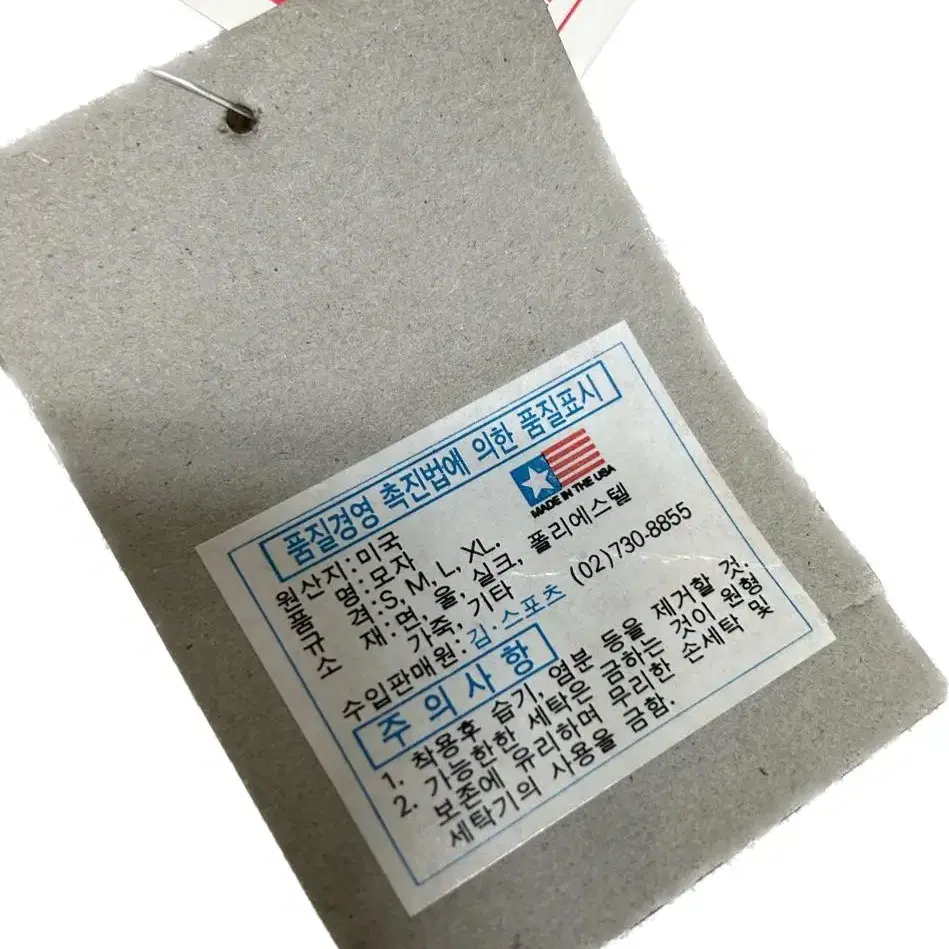 품질경영 촉진법에 의한 품질표시
원산지:미국
품 명:모자
규 격:S, M, L, XL.
소 재:면, 울, 실크, 폴리에스텔
가죽, 기타
MADE IN THE USA
수입판매원:김·스포츠 (02)730-8855
주의사항
1. 착용후 습기, 염분 등을 제거할 것.
2. 가능한한 세탁은 금하는 것이 원형
보존에 유리하며 무리한 손세탁 및
세탁기의 사용을 금함.